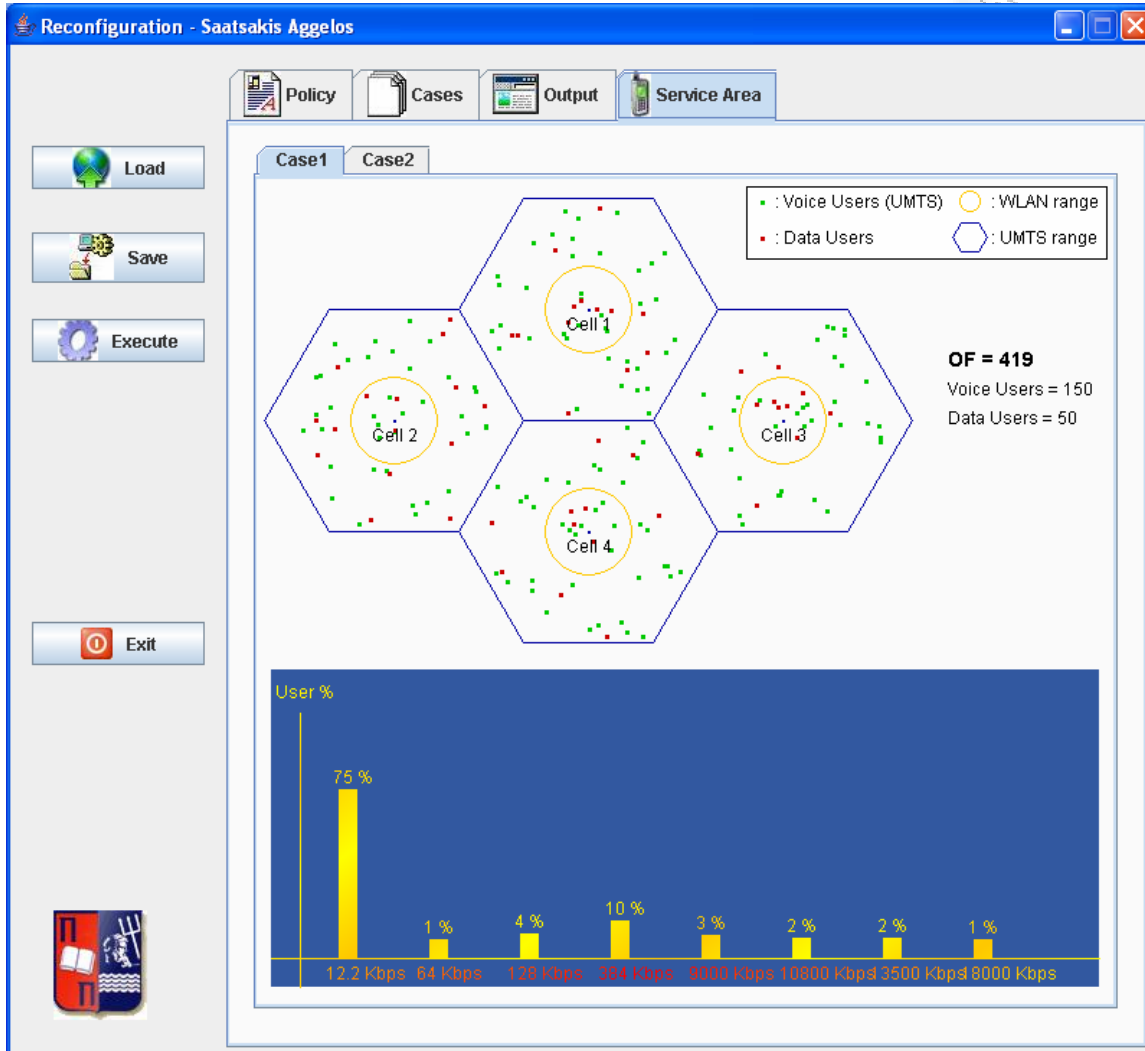 Reconfiguration - Saatsakis Aggelos
Policy
Cases
Output
Service Area
Load
Save
Execute
Exit
Case1
Case2
: Voice Users (UMTS)
: WLAN range
: Data Users
: UMTS range
Cell 1
Cell 2
Cell 3
Cell 4
OF = 419
Voice Users = 150
Data Users = 50
User %
75 %
1 %
4 %
10 %
3 %
2 %
2 %
1 %
12.2 Kbps
64 Kbps
128 Kbps
384 Kbps
9000 Kbps
10800 Kbps
13500 Kbps
18000 Kbps
Π
Π